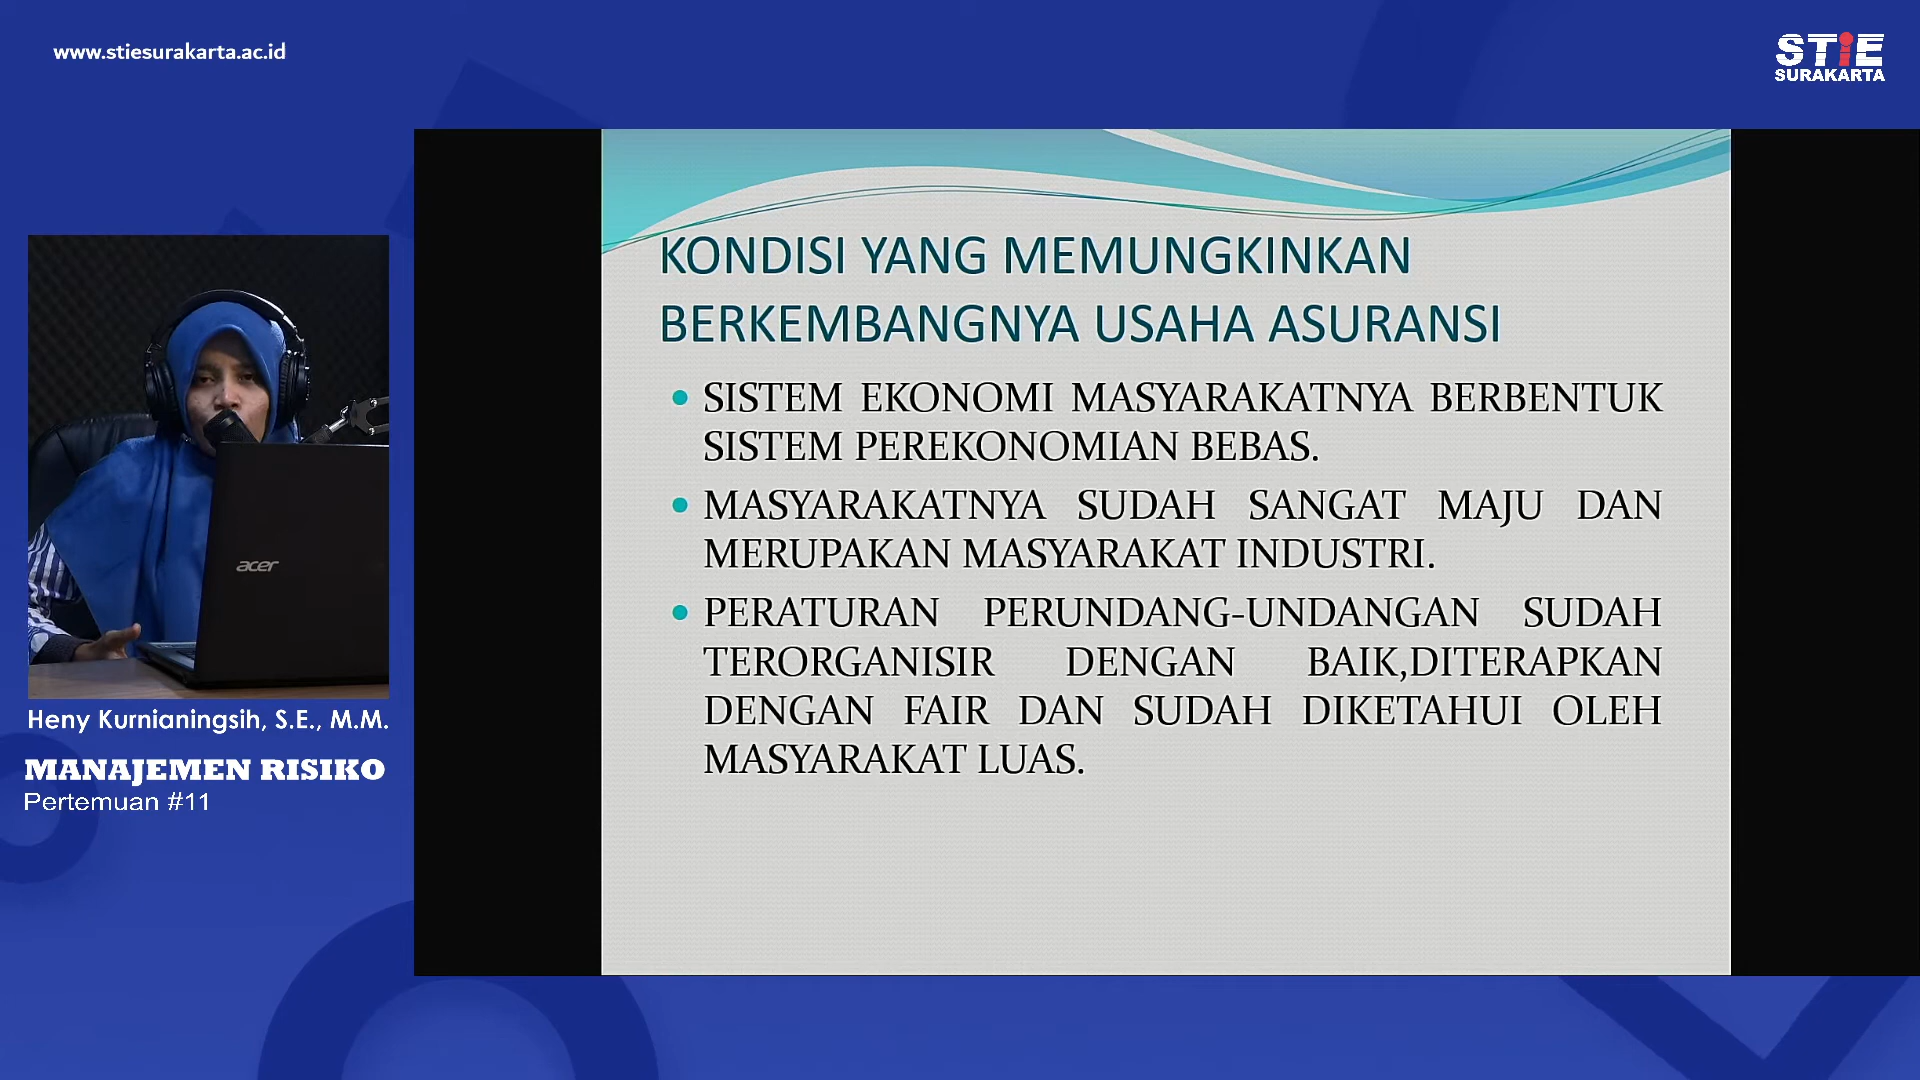 www.stiesurakarta.ac.id
STiE
SURAKARTA
KONDISI YANG MEMUNGKINKAN
BERKEMBANGNYA USAHA ASURANSI
• SISTEM EKONOMI MASYARAKATNYA BERBENTUK
SISTEM PEREKONOMIAN BEBAS.
• MASYARAKATNYA SUDAH SANGAT MAJU DAN
MERUPAKAN MASYARAKAT INDUSTRI.
• PERATURAN PERUNDANG-UNDANGAN SUDAH
TERORGANISIR DENGAN BAIK,DITERAPKAN
DENGAN FAIR DAN SUDAH DIKETAHUI OLEH
MASYARAKAT LUAS.
acer
Heny Kurnianingsih, S.E., M.M.
MANAJEMEN RISIKO
Pertemuan #11